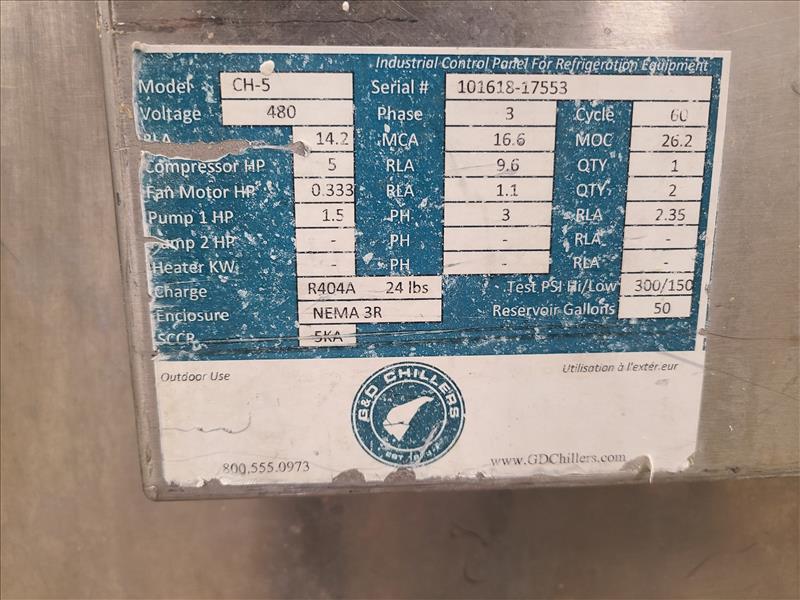 Industrial Control Panel For Refrigeration Equipment
Model CH-5 Serial # 101618-17553
Voltage 480 Phase 3 Cycle 60
RLA 14.2 MCA 16.6 MOC 26.2
Compressor HP 5 RLA 9.6 QTY 1
Fan Motor HP 0.333 RLA 1.1 QTY 2
Pump 1 HP 1.5 PH 3 RLA 2.35
Pump 2 HP - PH - RLA -
Heater KW - PH - RLA -
Charge R404A 24 lbs Test PSI Hi/Low 300/150
Enclosure NEMA 3R Reservoir Gallons 50
SCCR 5KA
Outdoor Use Utilisation à l'extérieur
G&D CHILLERS
800.555.0973 www.GDChillers.com